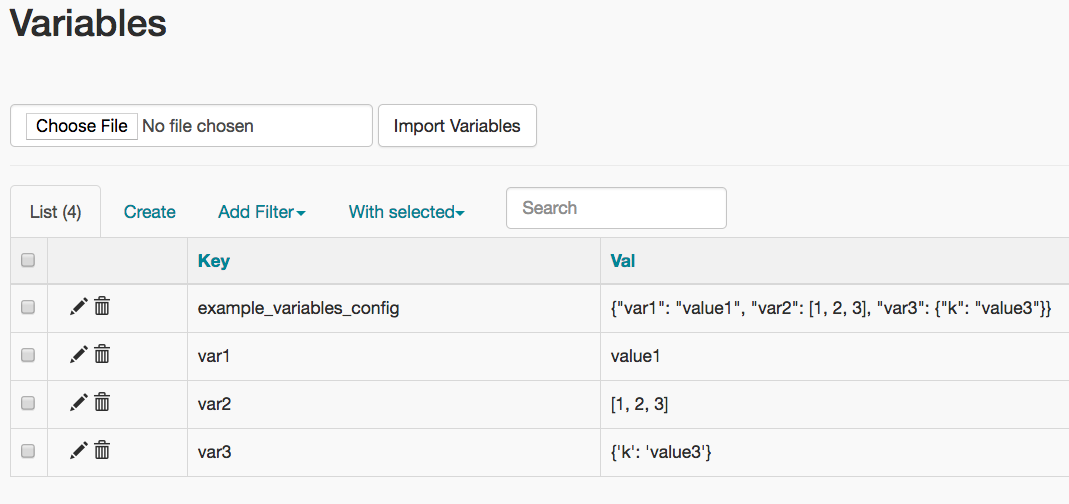 Variables
Choose File No file chosen Import Variables
List (4) Create Add Filter With selected Search
Key Val
example_variables_config {"var1": "value1", "var2": [1, 2, 3], "var3": {"k": "value3"}}
var1 value1
var2 [1, 2, 3]
var3 {'k': 'value3'}